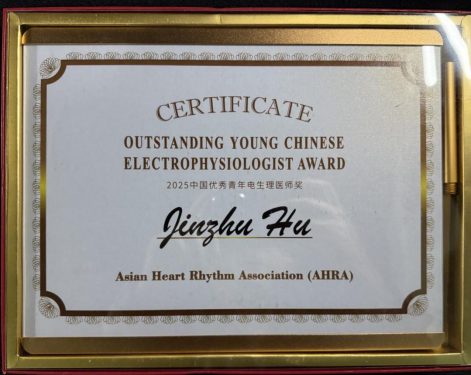 CERTIFICATE
OUTSTANDING YOUNG CHINESE
ELECTROPHYSIOLOGIST AWARD
2025中国优秀青年电生理医师奖
Jinzhu Hu
Asian Heart Rhythm Association (AHRA)